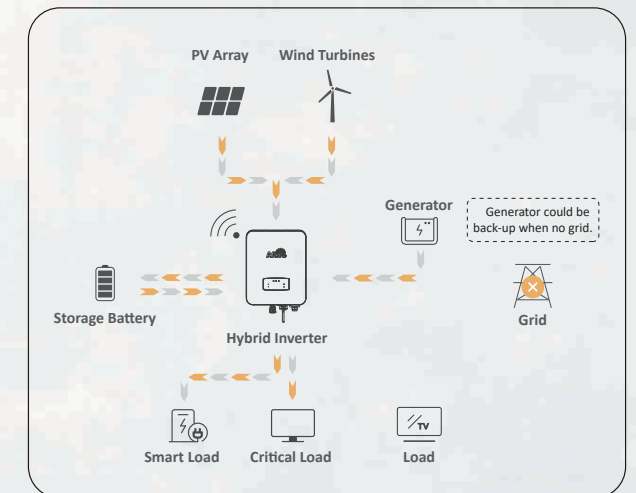 PV Array
Wind Turbines
Generator
Generator could be
back-up when no grid.
Storage Battery
Hybrid Inverter
Grid
TV
Smart Load
Critical Load
Load